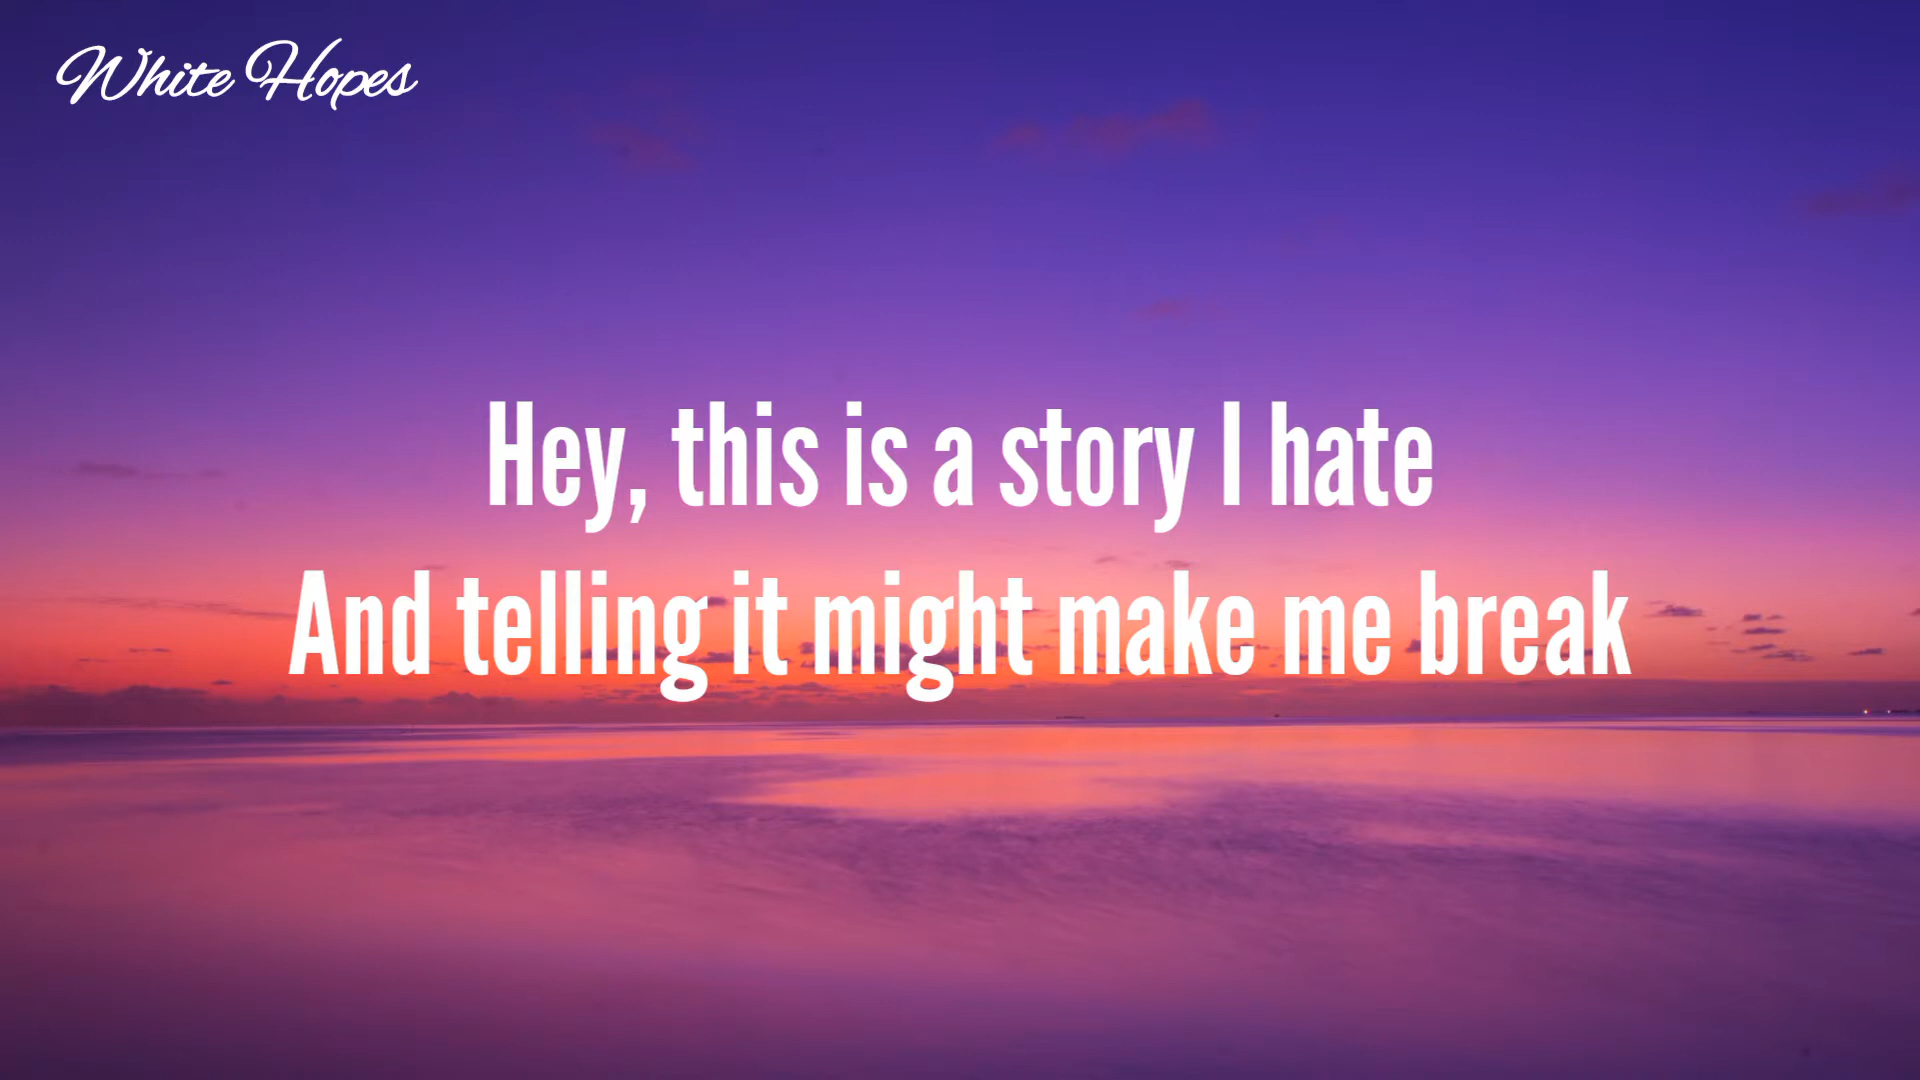 White Hopes
Hey, this is a story I hate
And telling it might make me break